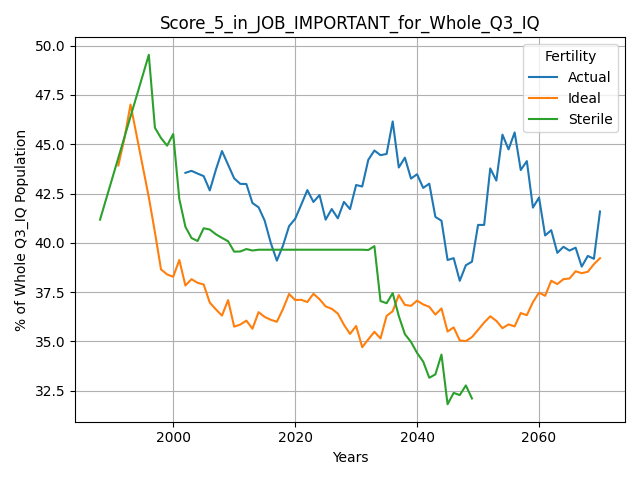 Score_5_in_JOB_IMPORTANT_for_Whole_Q3_IQ
% of Whole Q3_IQ Population
50.0
47.5
45.0
42.5
40.0
37.5
35.0
32.5
Fertility
Actual
Ideal
Sterile
2000
2020
2040
2060
Years